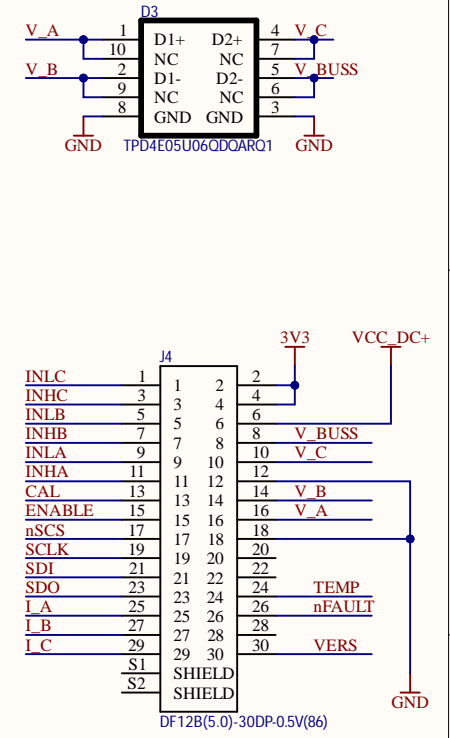 D3
V_A 1 D1+ D2+ 4 V_C
10 NC NC 7
V_B 2 D1- D2- 5 V_BUSS
9 NC NC 6
8 GND GND 3
GND GND
TPD4E05U06QDQARQ1
3V3 VCC_DC+
J4
INLC 1 1 2 2
INHC 3 3 4 4
INLB 5 5 6 6
INHB 7 7 8 8 V_BUSS
INLA 9 9 10 10 V_C
INHA 11 11 12 12
CAL 13 13 14 14 V_B
ENABLE 15 15 16 16 V_A
nSCS 17 17 18 18
SCLK 19 19 20 20
SDI 21 21 22 22
SDO 23 23 24 24 TEMP
I_A 25 25 26 26 nFAULT
I_B 27 27 28 28
I_C 29 29 30 30 VERS
S1 SHIELD
S2 SHIELD
GND
DF12B(5.0)-30DP-0.5V(86)